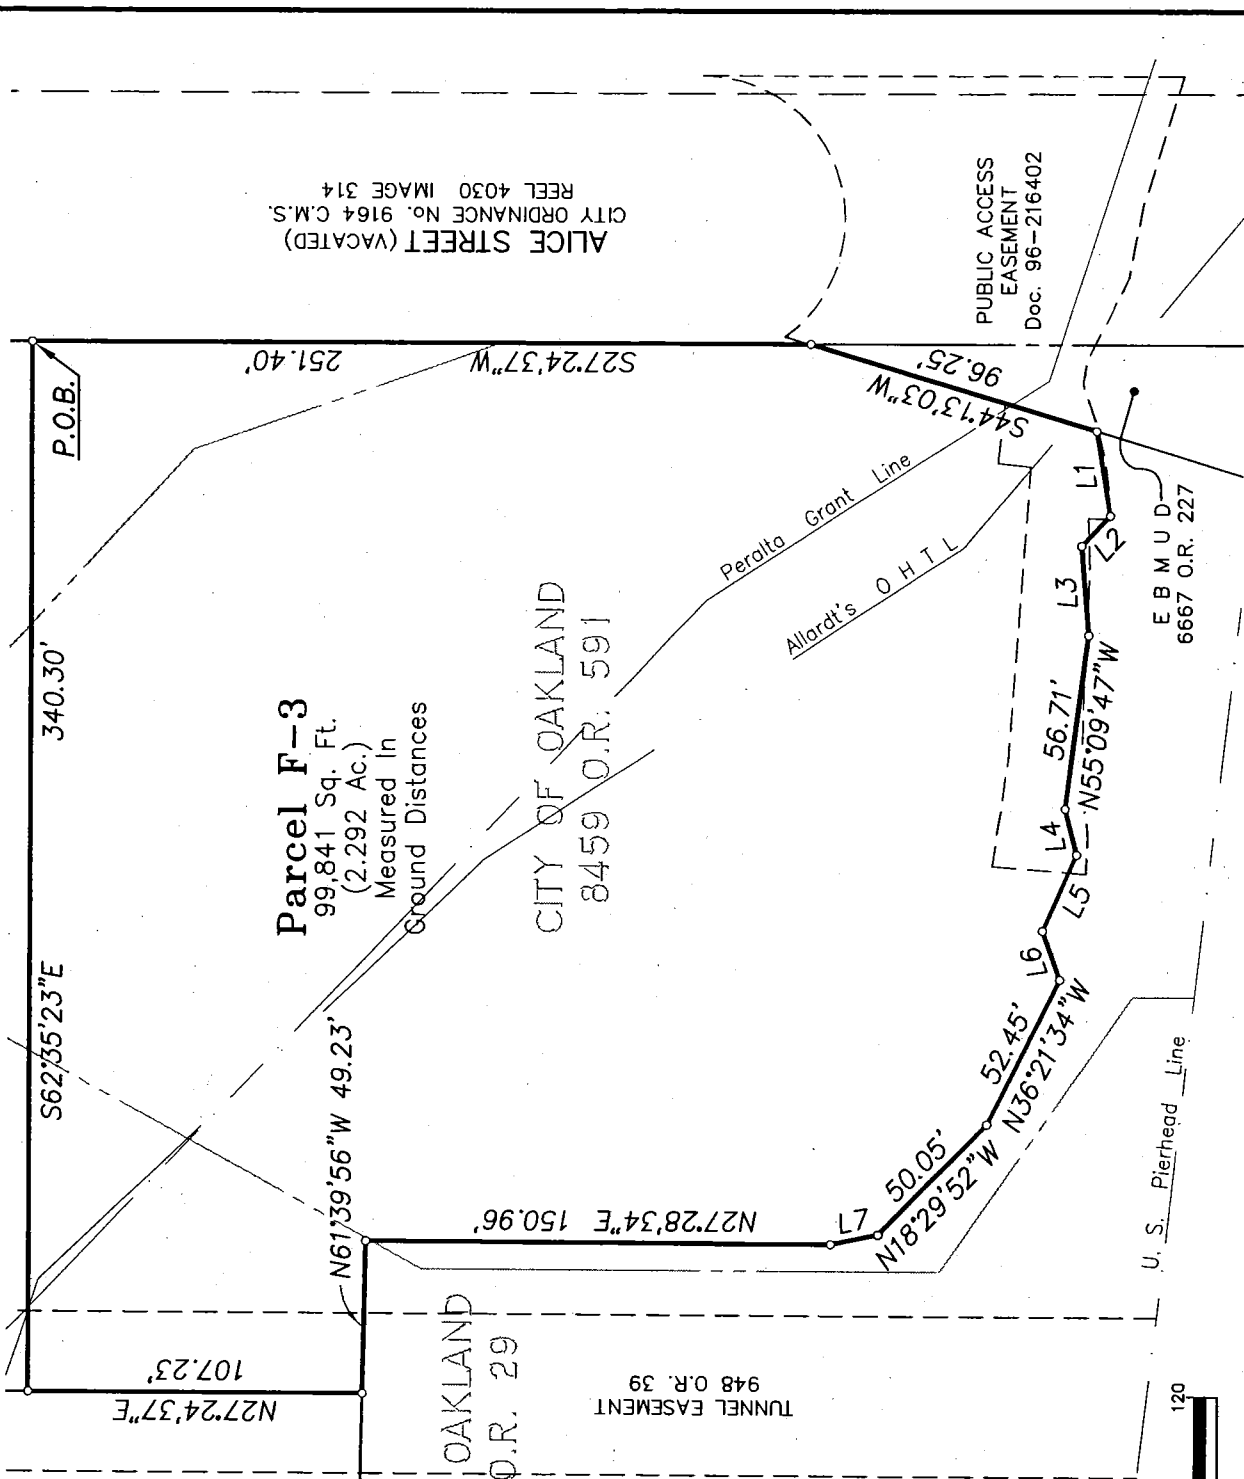 ALICE STREET (VACATED)
CITY ORDINANCE No. 9164 C.M.S.
REEL 4030 IMAGE 314
PUBLIC ACCESS
EASEMENT
Doc. 96-216402
P.O.B.
251.40'
S27°24'37"W
96.25'
S44°13'03"W
340.30'
S62°35'23"E
Parcel F-3
99,841 Sq. Ft.
(2.292 Ac.)
Measured In
Ground Distances
CITY OF OAKLAND
8459 O.R. 591
Peralta Grant Line
Allardt's O H T L
L1
L2
L3
E B M U D
6667 O.R. 227
56.71'
N55°09'47"W
L4
L5
L6
52.45'
N36°21'34"W
50.05'
N18°29'52"W
L7
N27°28'34"E 150.96'
N61°39'56"W 49.23'
107.23'
N27°24'37"E
OAKLAND
O.R. 29
TUNNEL EASEMENT
948 O.R. 39
U. S. Pierhead Line
120